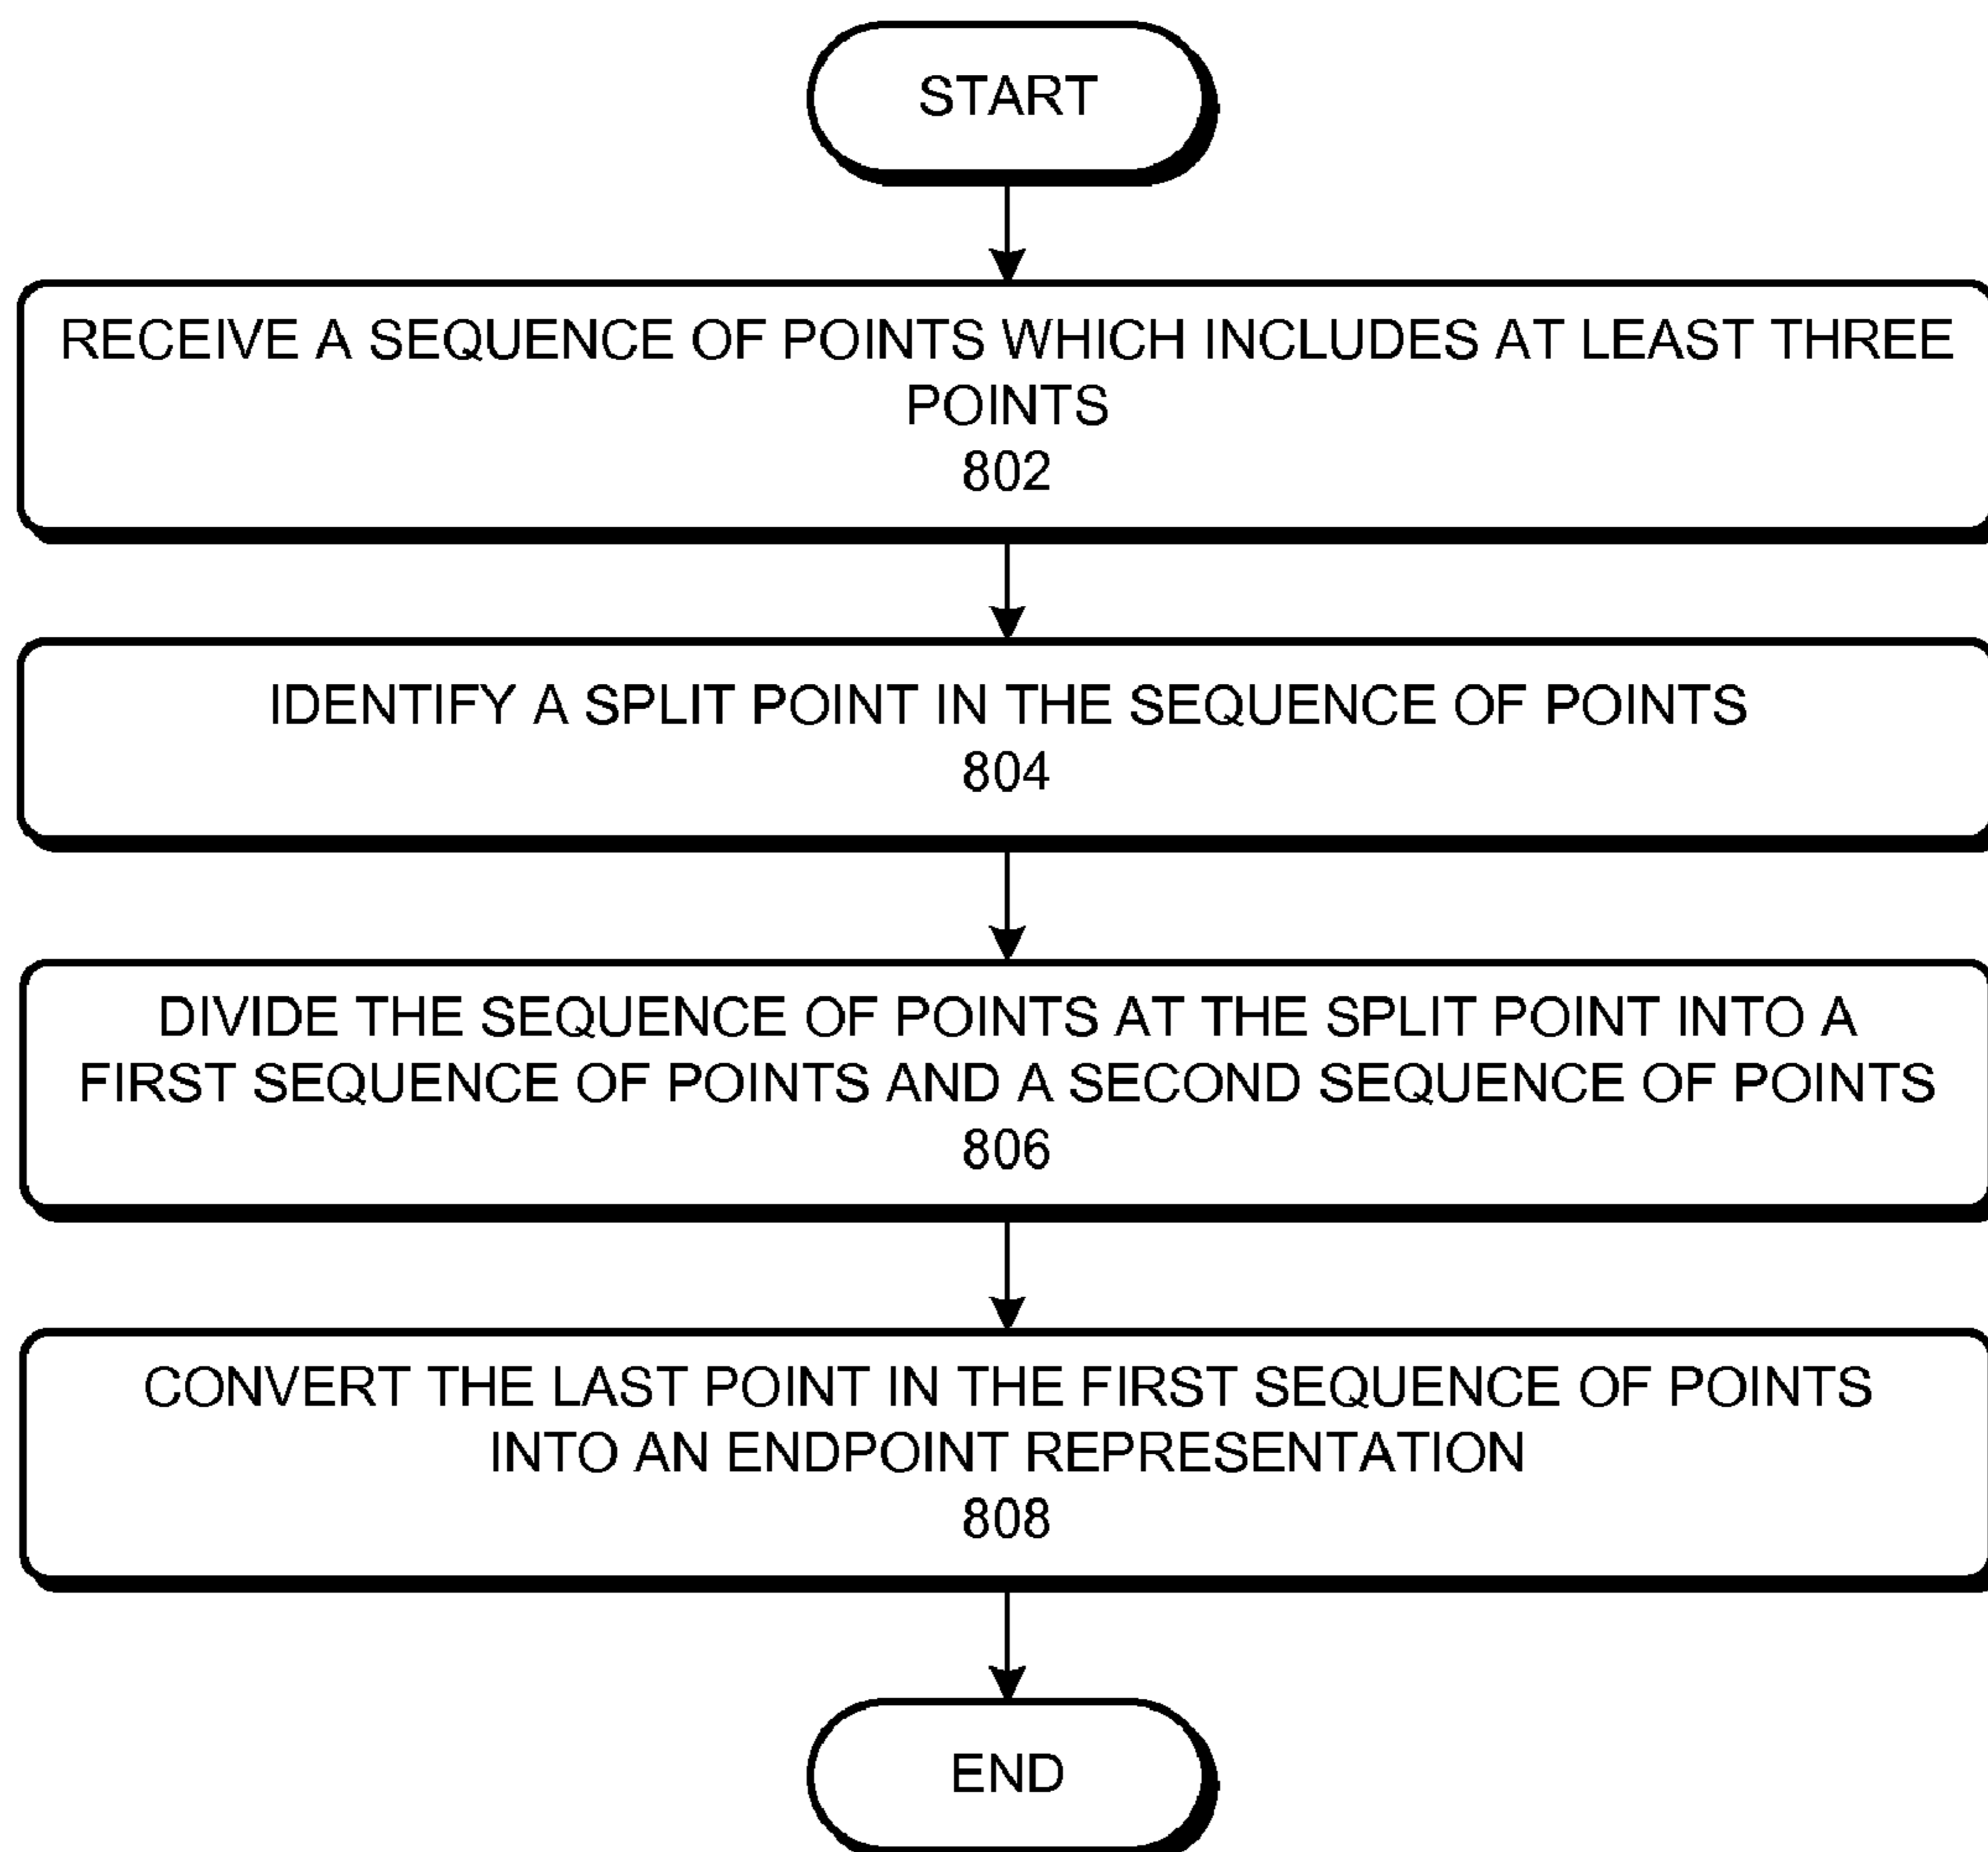 START
RECEIVE A SEQUENCE OF POINTS WHICH INCLUDES AT LEAST THREE
POINTS
802
IDENTIFY A SPLIT POINT IN THE SEQUENCE OF POINTS
804
DIVIDE THE SEQUENCE OF POINTS AT THE SPLIT POINT INTO A
FIRST SEQUENCE OF POINTS AND A SECOND SEQUENCE OF POINTS
806
CONVERT THE LAST POINT IN THE FIRST SEQUENCE OF POINTS
INTO AN ENDPOINT REPRESENTATION
808
END